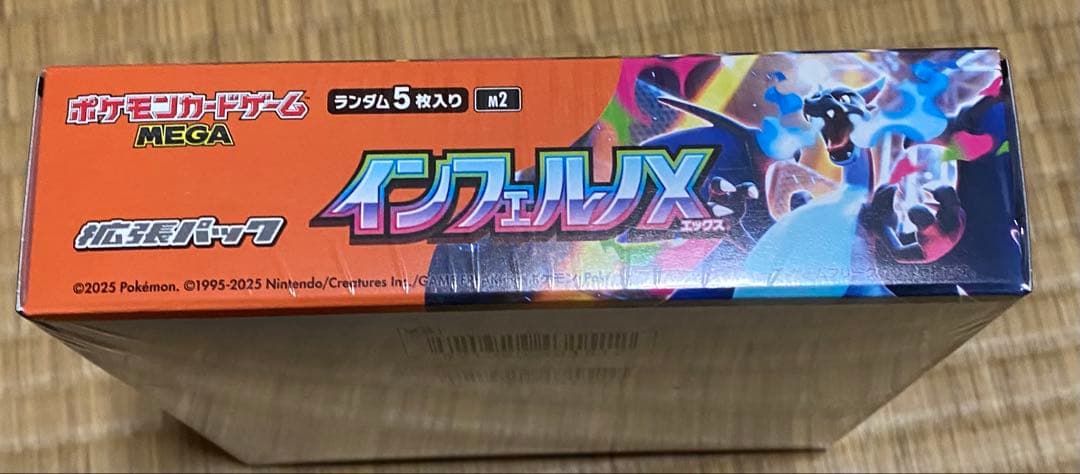 ポケモンカードゲーム
MEGA
ランダム5枚入り
M2
インフェルノX
エックス
拡張パック
©2025 Pokémon. ©1995-2025 Nintendo/Creatures Inc./GAME FREAK inc.